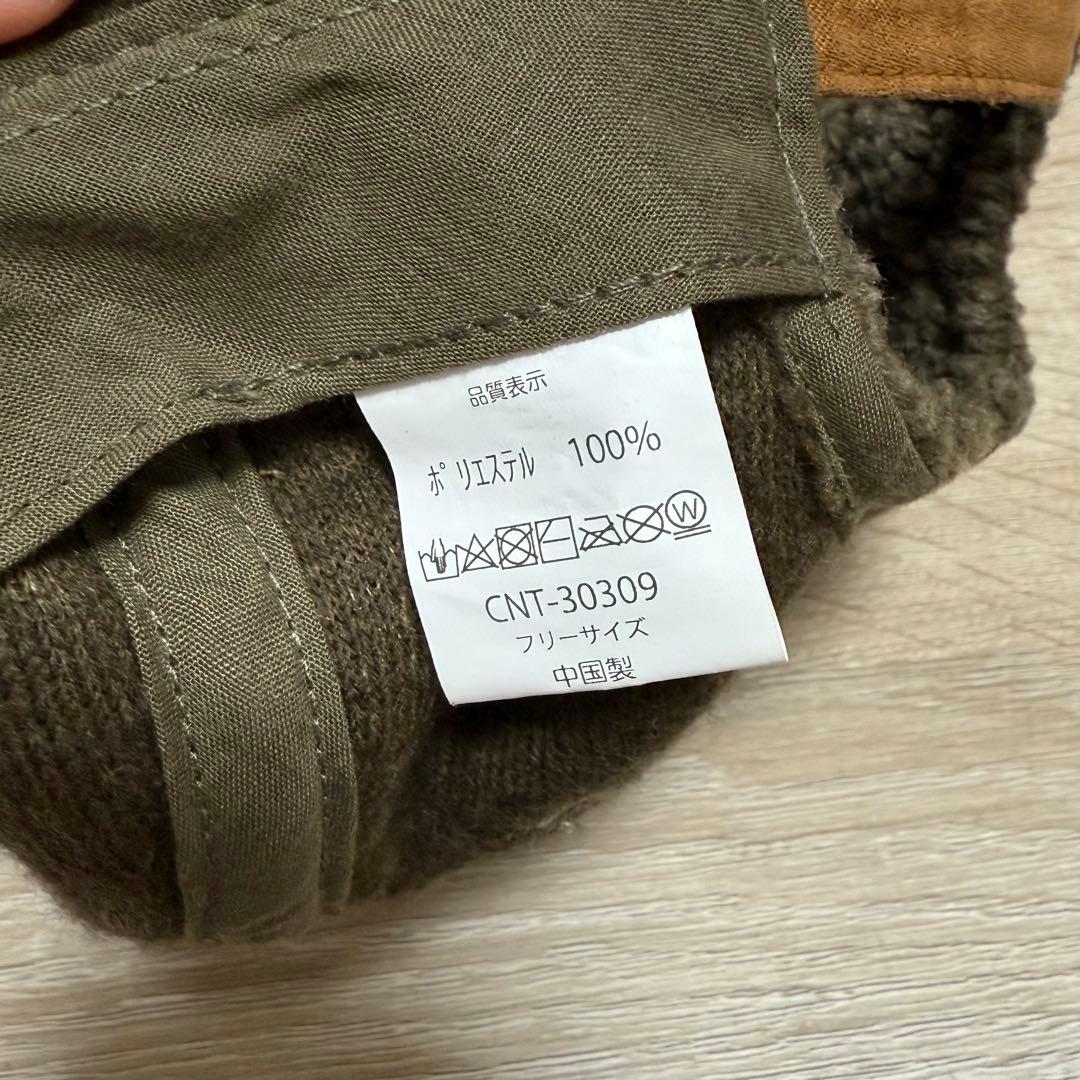 品質表示
ポリエステル 100%
W
CNT-30309
フリーサイズ
中国製